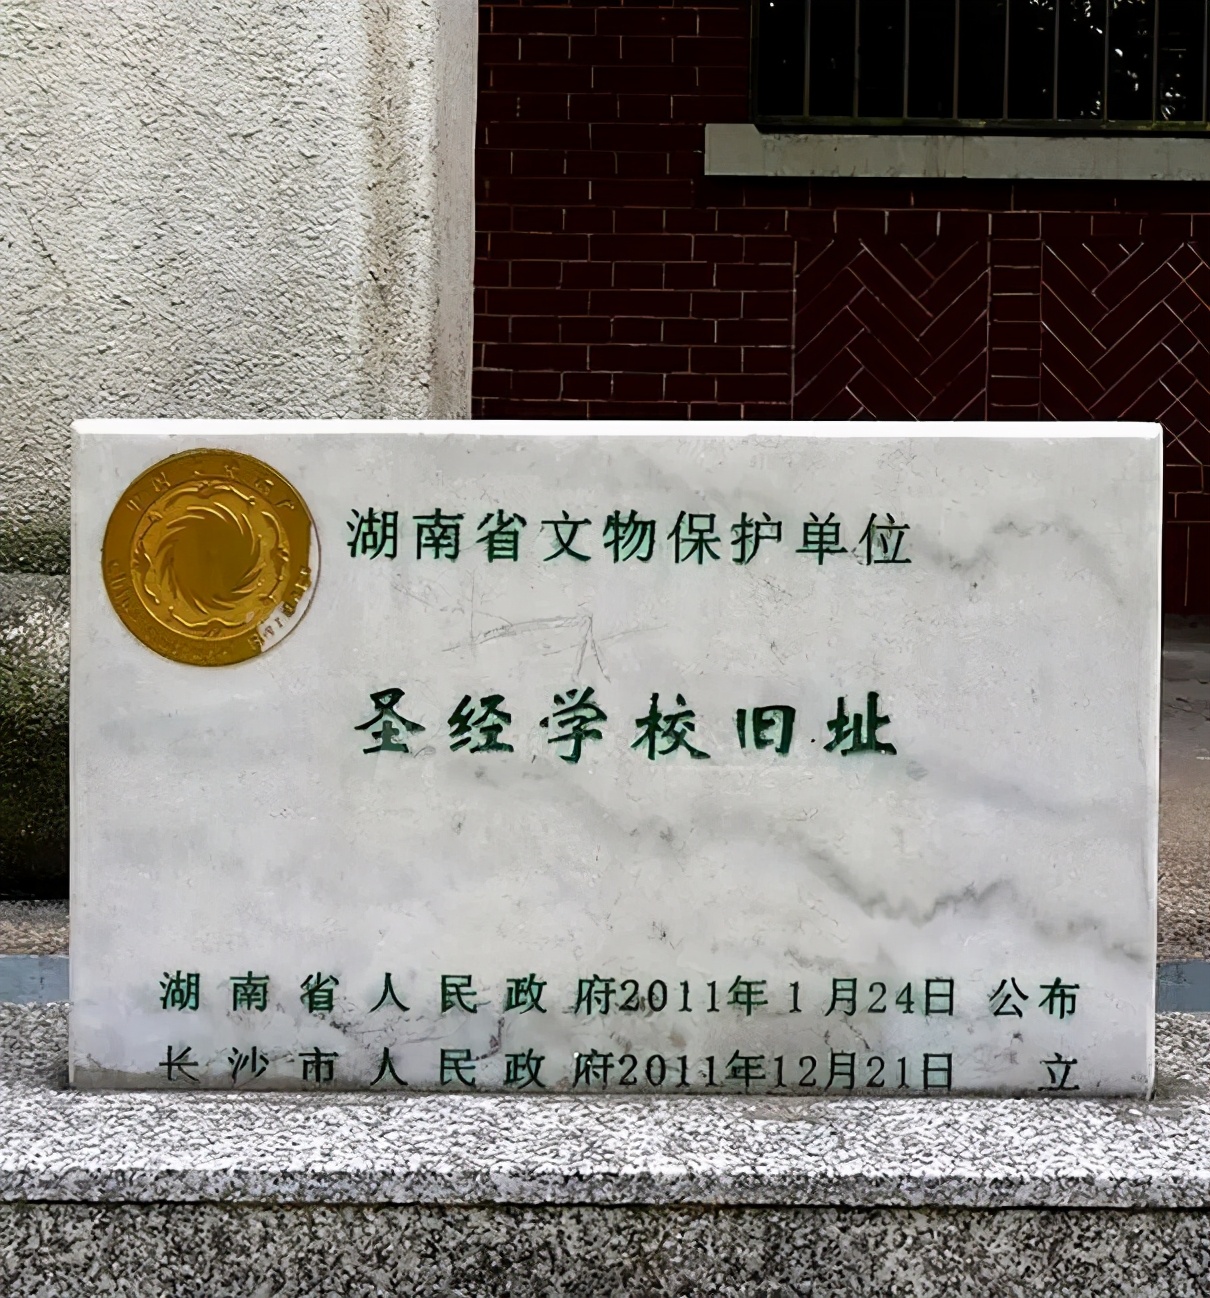 湖南省文物保护单位
圣经学校旧址
湖南省人民政府2011年1月24日 公布
长沙市人民政府2011年12月21日 立